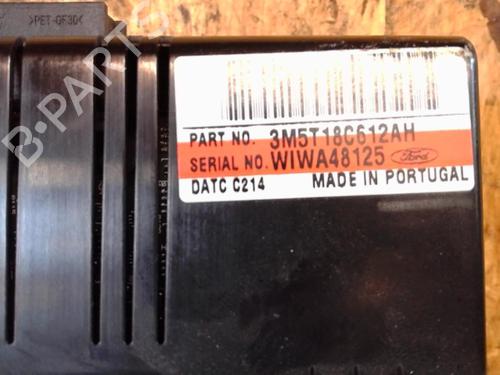 >PET-GF30<
PART NO. 3M5T18C612AH
SERIAL NO. WIWA48125 Ford
DATC C214 MADE IN PORTUGAL
B-PARTS